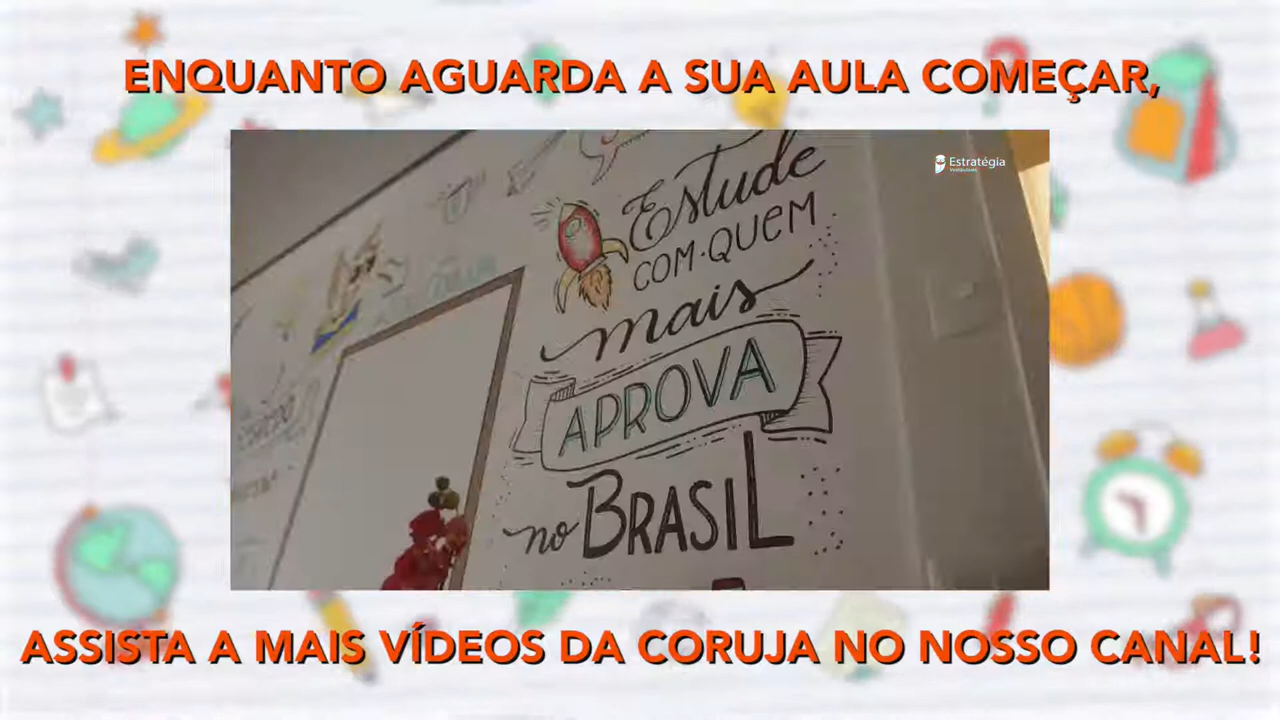 ENQUANTO AGUARDA A SUA AULA COMEÇAR,
Estratégia
Vestibulares
Estude
COM·QUEM
mais
APROVA
no BRASIL
ASSISTA A MAIS VÍDEOS DA CORUJA NO NOSSO CANAL!